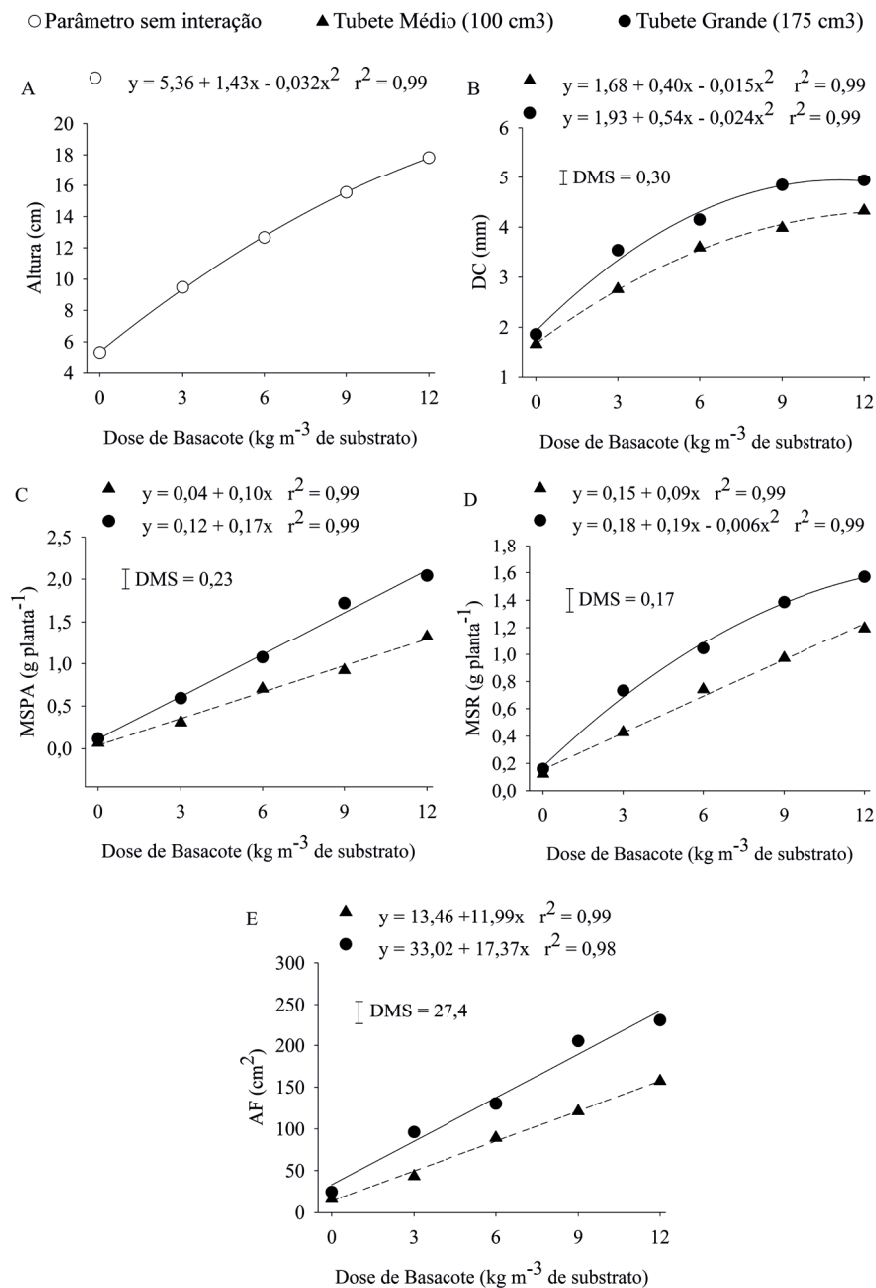 Parâmetro sem interação Tubete Médio (100 cm3) Tubete Grande (175 cm3)
A
y = 5,36 + 1,43x - 0,032x² r² = 0,99
20
18
16
14
12
10
8
6
4
Altura (cm)
0 3 6 9 12
Dose de Basacote (kg m⁻³ de substrato)
B
y = 1,68 + 0,40x - 0,015x² r² = 0,99
y = 1,93 + 0,54x - 0,024x² r² = 0,99
6
5
4
3
2
1
DMS = 0,30
DC (mm)
0 3 6 9 12
Dose de Basacote (kg m⁻³ de substrato)
C
y = 0,04 + 0,10x r² = 0,99
y = 0,12 + 0,17x r² = 0,99
2,5
2,0
1,5
1,0
0,5
0,0
DMS = 0,23
MSPA (g planta⁻¹)
0 3 6 9 12
Dose de Basacote (kg m⁻³ de substrato)
D
y = 0,15 + 0,09x r² = 0,99
y = 0,18 + 0,19x - 0,006x² r² = 0,99
1,8
1,6
1,4
1,2
1,0
0,8
0,6
0,4
0,2
0,0
DMS = 0,17
MSR (g planta⁻¹)
0 3 6 9 12
Dose de Basacote (kg m⁻³ de substrato)
E
y = 13,46 +11,99x r² = 0,99
y = 33,02 + 17,37x r² = 0,98
300
250
200
150
100
50
0
DMS = 27,4
AF (cm²)
0 3 6 9 12
Dose de Basacote (kg m⁻³ de substrato)